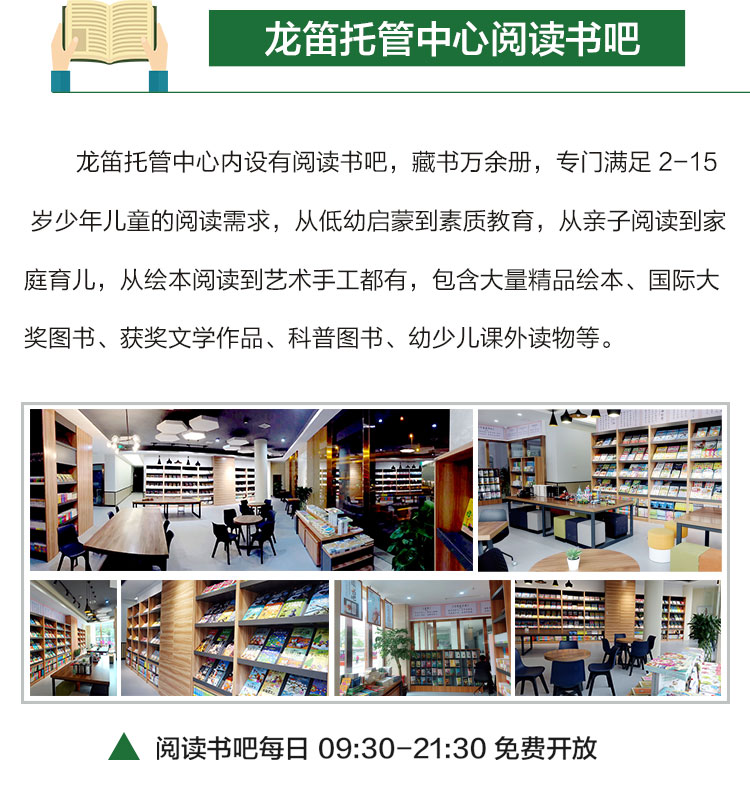 龙笛托管中心阅读书吧
龙笛托管中心内设有阅读书吧，藏书万余册，专门满足 2-15
岁少年儿童的阅读需求，从低幼启蒙到素质教育，从亲子阅读到家
庭育儿，从绘本阅读到艺术手工都有，包含大量精品绘本、国际大
奖图书、获奖文学作品、科普图书、幼少儿课外读物等。
阅读书吧每日 09:30-21:30 免费开放